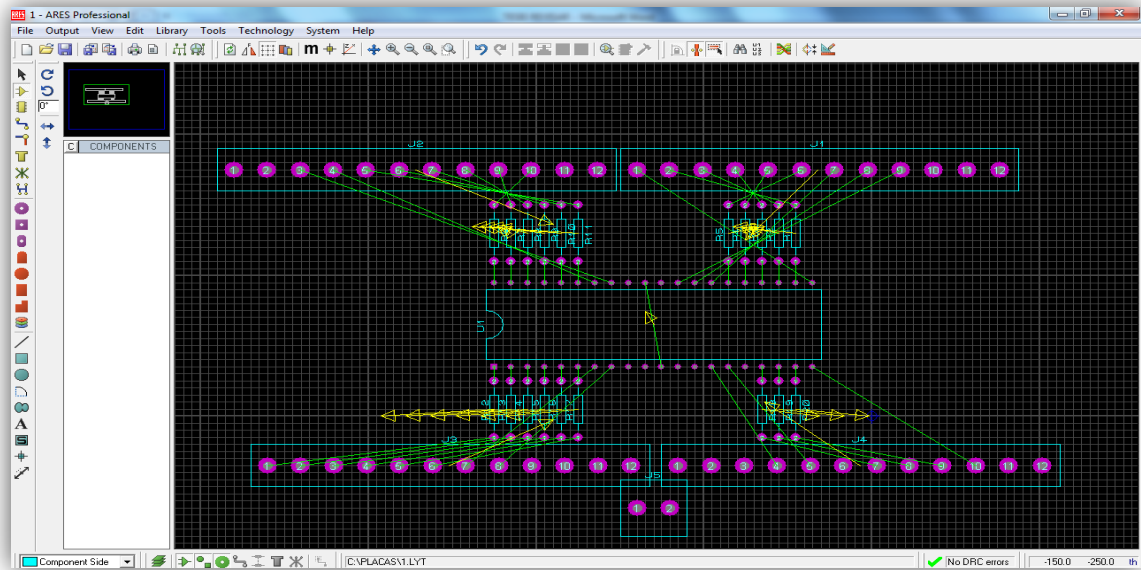 1 - ARES Professional
File Output View Edit Library Tools Technology System Help
0°
C COMPONENTS
J2 J1
1 2 3 4 5 6 7 8 9 10 11 12 1 2 3 4 5 6 7 8 9 10 11 12
R10 R11 R5
U1
J3 J4
1 2 3 4 5 6 7 8 9 10 11 12 1 2 3 4 5 6 7 8 9 10 11 12
J5
1 2
Component Side C:\PLACAS\1.LYT No DRC errors -150.0 -250.0 th